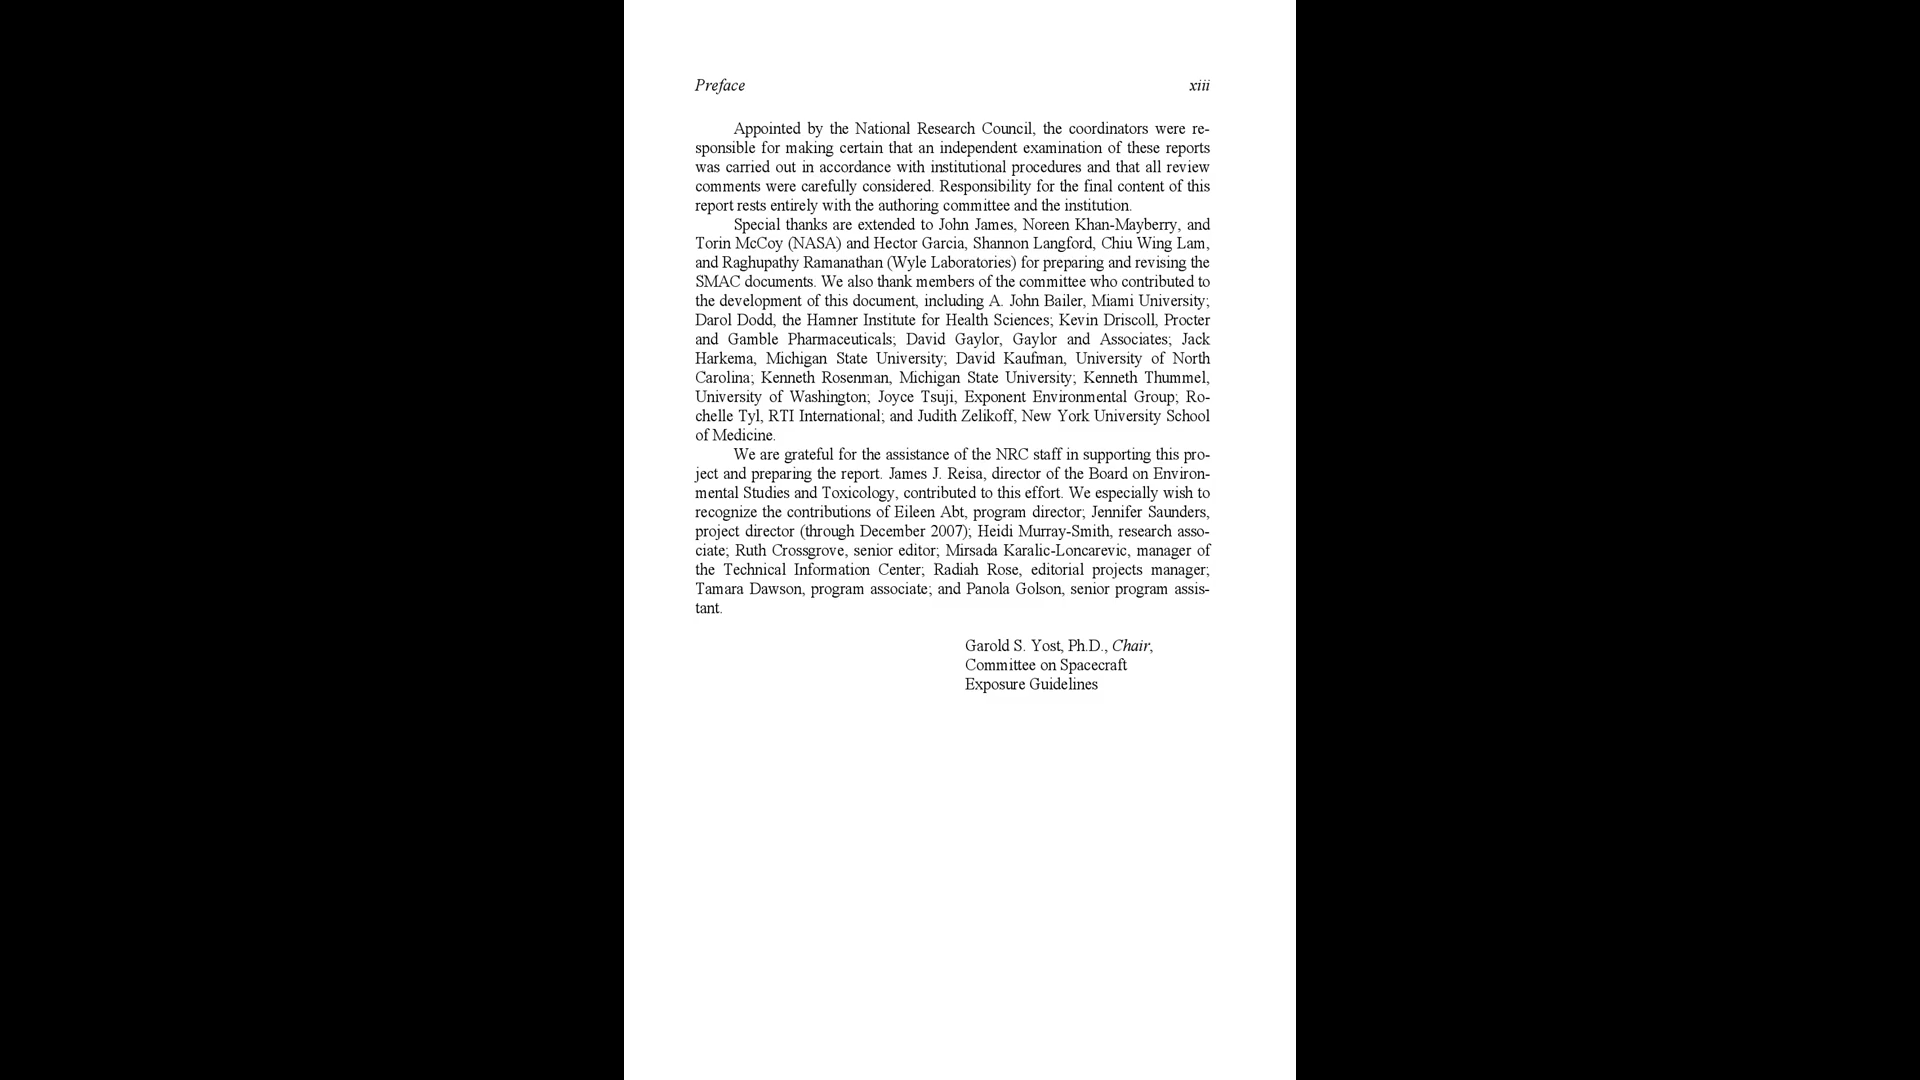 Preface xiii
Appointed by the National Research Council, the coordinators were re-
sponsible for making certain that an independent examination of these reports
was carried out in accordance with institutional procedures and that all review
comments were carefully considered. Responsibility for the final content of this
report rests entirely with the authoring committee and the institution.
Special thanks are extended to John James, Noreen Khan-Mayberry, and
Torin McCoy (NASA) and Hector Garcia, Shannon Langford, Chiu Wing Lam,
and Raghupathy Ramanathan (Wyle Laboratories) for preparing and revising the
SMAC documents. We also thank members of the committee who contributed to
the development of this document, including A. John Bailer, Miami University;
Darol Dodd, the Hamner Institute for Health Sciences; Kevin Driscoll, Procter
and Gamble Pharmaceuticals; David Gaylor, Gaylor and Associates; Jack
Harkema, Michigan State University; David Kaufman, University of North
Carolina; Kenneth Rosenman, Michigan State University; Kenneth Thummel,
University of Washington; Joyce Tsuji, Exponent Environmental Group; Ro-
chelle Tyl, RTI International; and Judith Zelikoff, New York University School
of Medicine.
We are grateful for the assistance of the NRC staff in supporting this pro-
ject and preparing the report. James J. Reisa, director of the Board on Environ-
mental Studies and Toxicology, contributed to this effort. We especially wish to
recognize the contributions of Eileen Abt, program director; Jennifer Saunders,
project director (through December 2007); Heidi Murray-Smith, research asso-
ciate; Ruth Crossgrove, senior editor; Mirsada Karalic-Loncarevic, manager of
the Technical Information Center; Radiah Rose, editorial projects manager;
Tamara Dawson, program associate; and Panola Golson, senior program assis-
tant.
Garold S. Yost, Ph.D., Chair,
Committee on Spacecraft
Exposure Guidelines